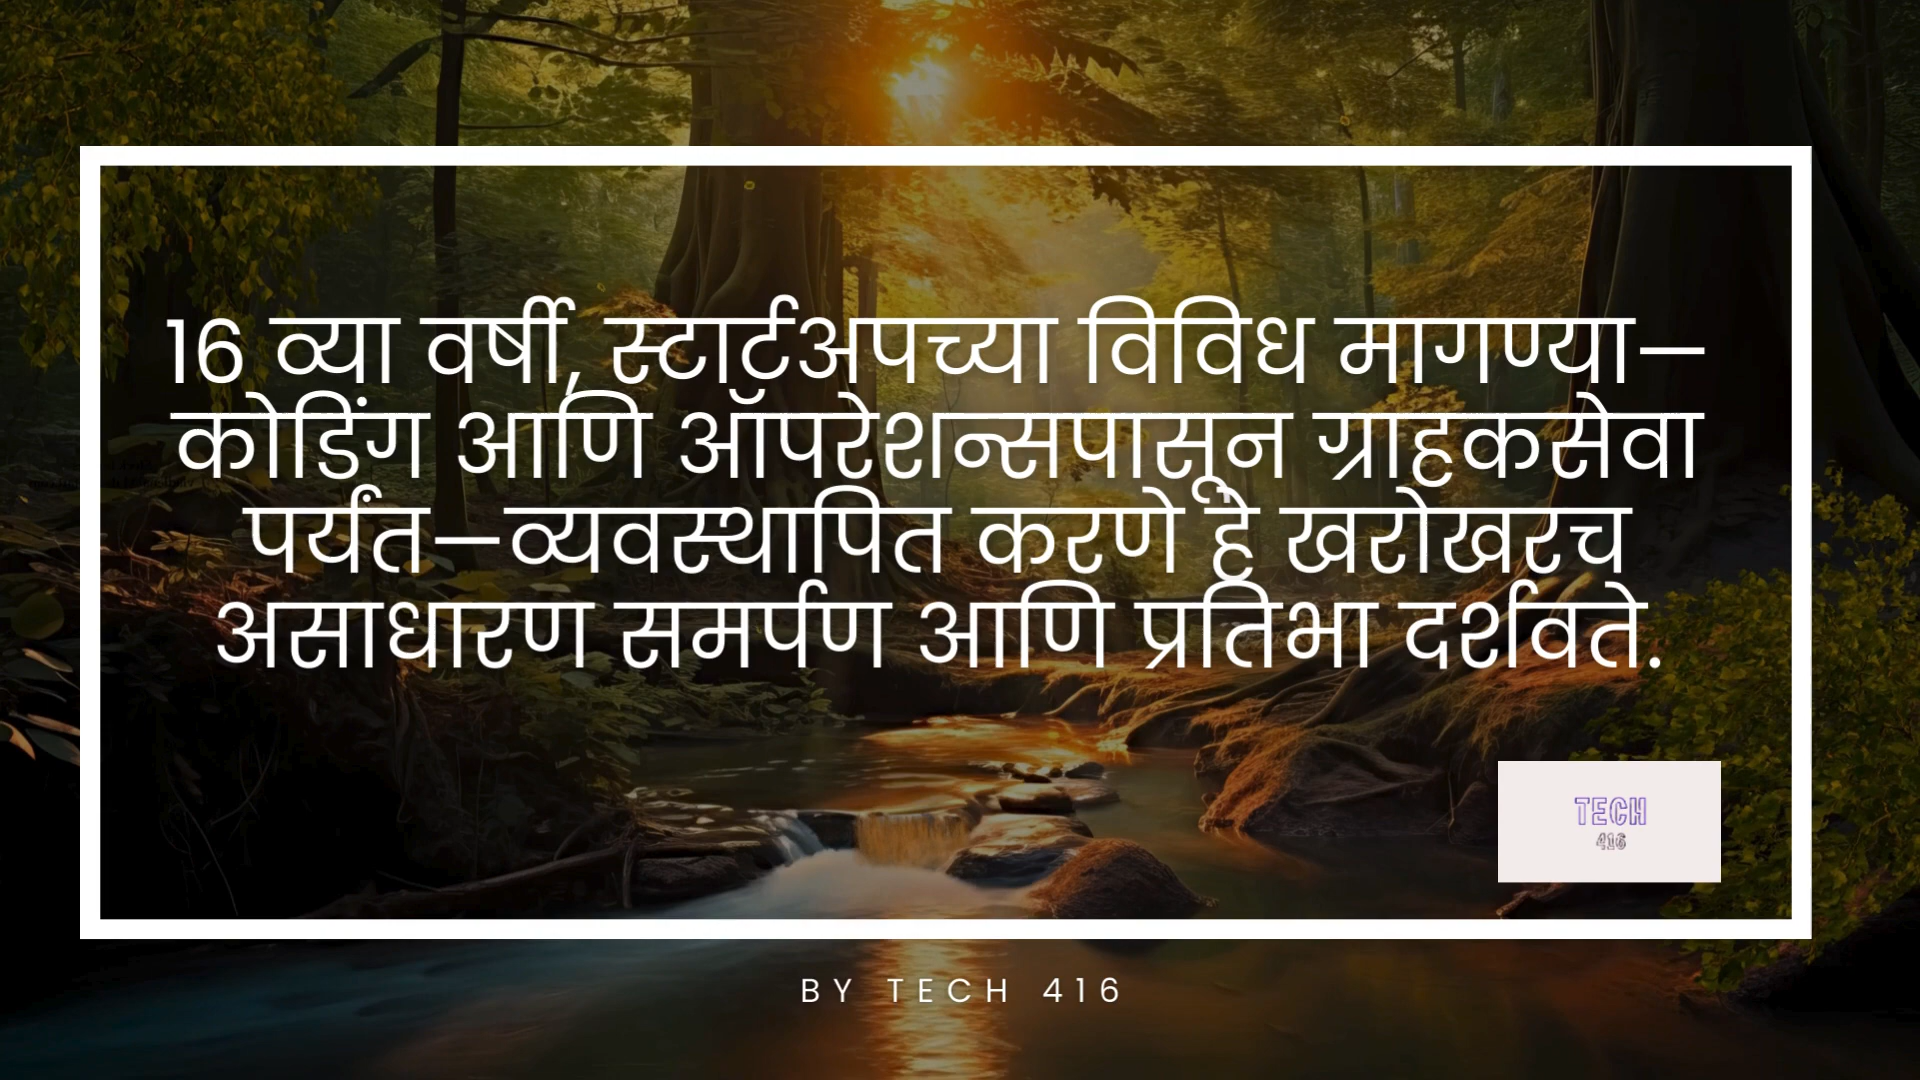 16 व्या वर्षी, स्टार्टअपच्या विविध मागण्या—
कोडिंग आणि ऑपरेशन्सपासून ग्राहकसेवा
पर्यंत—व्यवस्थापित करणे हे खरोखरच
असाधारण समर्पण आणि प्रतिभा दर्शवते.
TECH
416
BY TECH 416